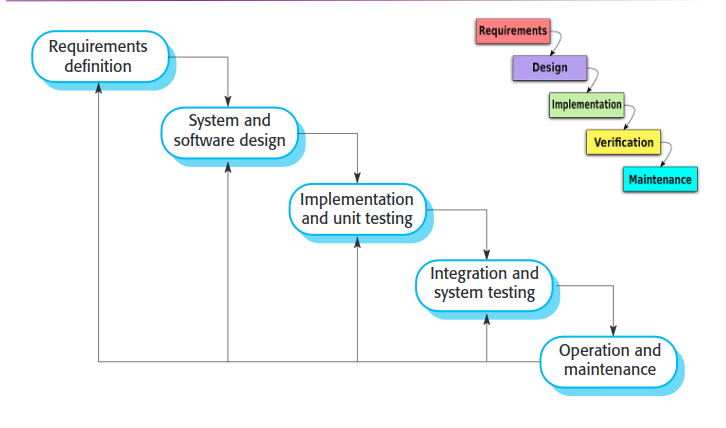 Requirements
definition
System and
software design
Implementation
and unit testing
Integration and
system testing
Operation and
maintenance
Requirements
Design
Implementation
Verification
Maintenance